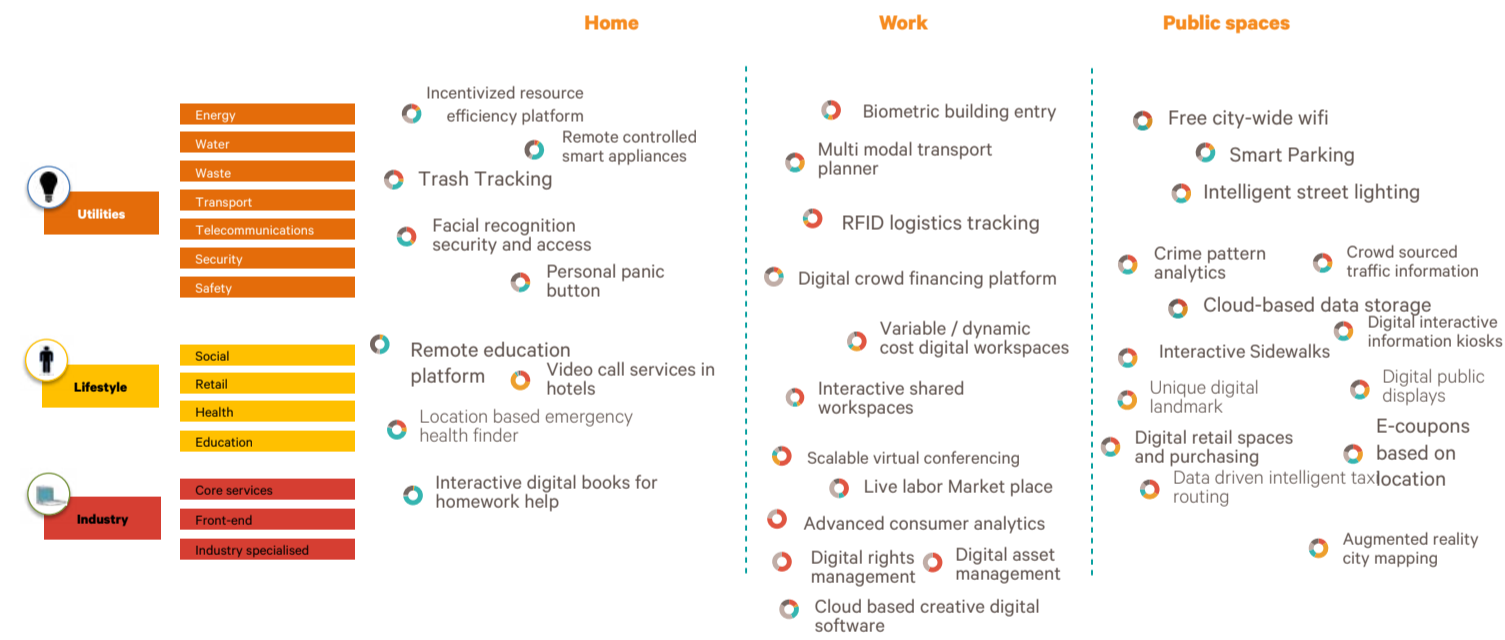 Home
Work
Public spaces
Utilities
Energy
Water
Waste
Transport
Telecommunications
Security
Safety
Lifestyle
Social
Retail
Health
Education
Industry
Core services
Front-end
Industry specialised
Incentivized resource
efficiency platform
Remote controlled
smart appliances
Trash Tracking
Facial recognition
security and access
Personal panic
button
Remote education
platform
Video call services in
hotels
Location based emergency
health finder
Interactive digital books for
homework help
Biometric building entry
Multi modal transport
planner
RFID logistics tracking
Digital crowd financing platform
Variable / dynamic
cost digital workspaces
Interactive shared
workspaces
Scalable virtual conferencing
Live labor Market place
Advanced consumer analytics
Digital rights
management
Digital asset
management
Cloud based creative digital
software
Free city-wide wifi
Smart Parking
Intelligent street lighting
Crime pattern
analytics
Crowd sourced
traffic information
Cloud-based data storage
Digital interactive
information kiosks
Interactive Sidewalks
Unique digital
landmark
Digital public
displays
Digital retail spaces
and purchasing
E-coupons
based on
location
Data driven intelligent taxi
routing
Augmented reality
city mapping